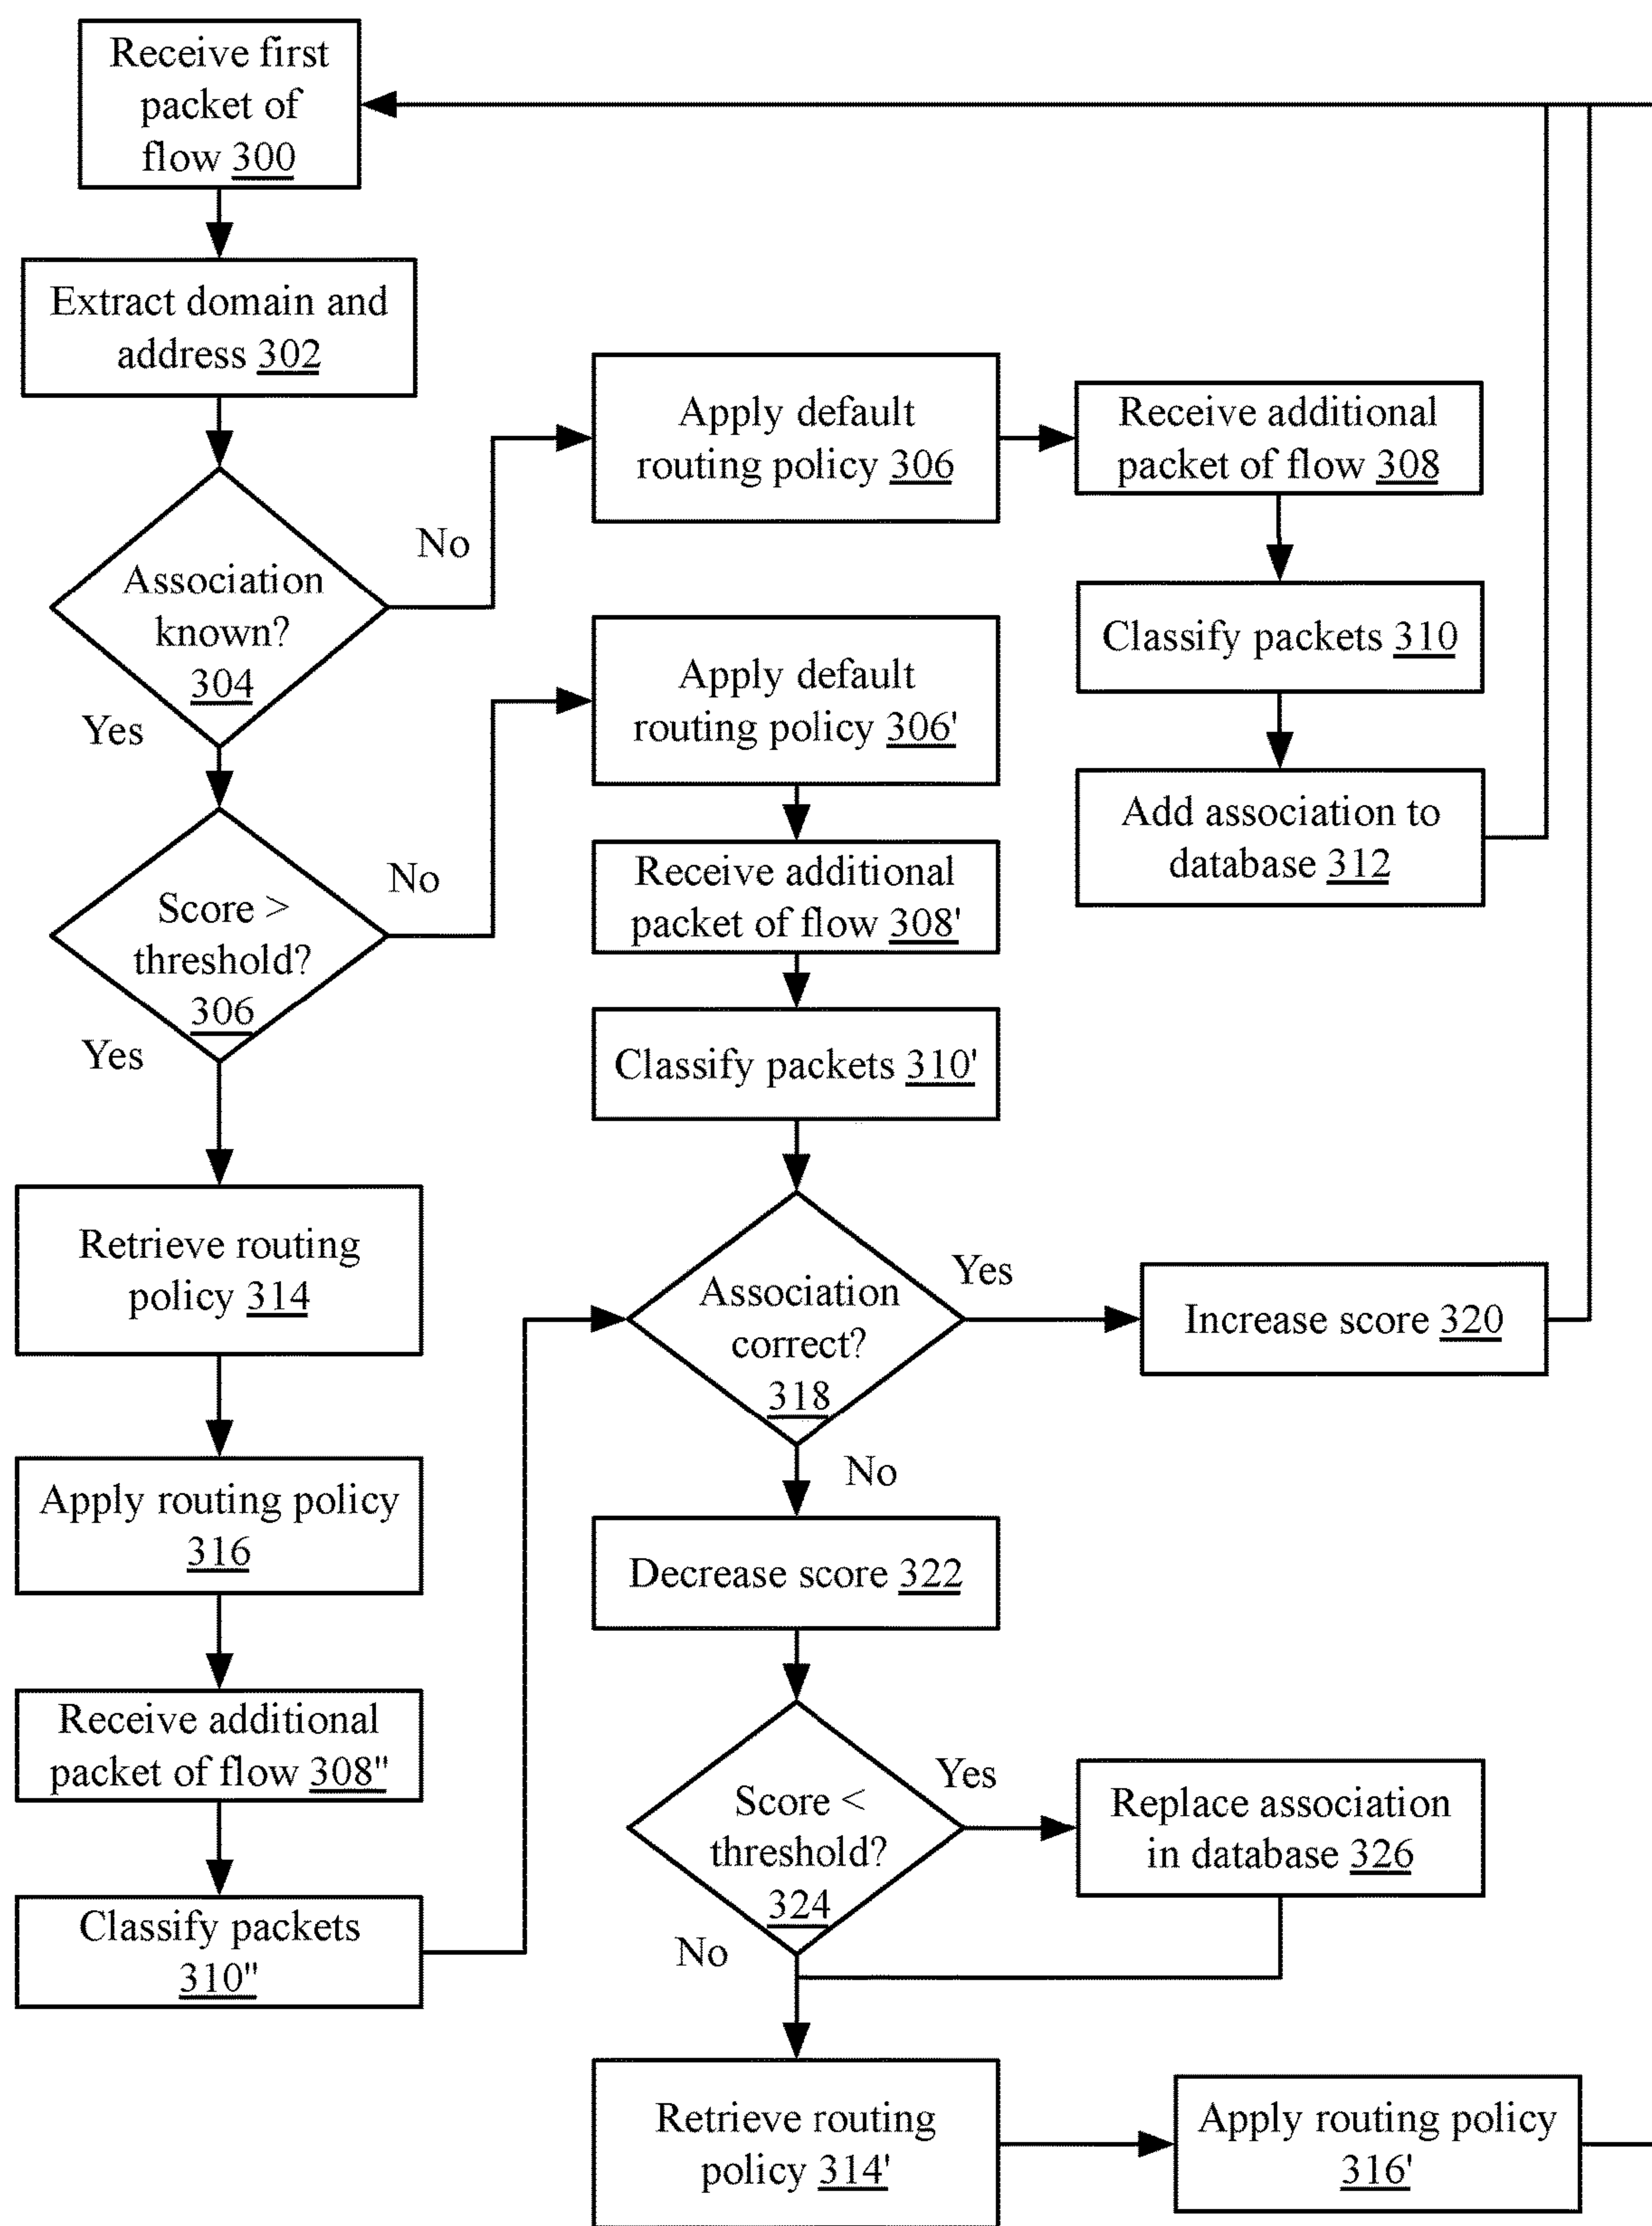 Receive first
packet of
flow 300
Extract domain and
address 302
Association
known?
304
No
Yes
Apply default
routing policy 306
Receive additional
packet of flow 308
Classify packets 310
Add association to
database 312
Score >
threshold?
306
No
Yes
Apply default
routing policy 306'
Receive additional
packet of flow 308'
Classify packets 310'
Retrieve routing
policy 314
Apply routing policy
316
Receive additional
packet of flow 308"
Classify packets
310"
Association
correct?
318
Yes
No
Increase score 320
Decrease score 322
Score <
threshold?
324
Yes
No
Replace association
in database 326
Retrieve routing
policy 314'
Apply routing policy
316'